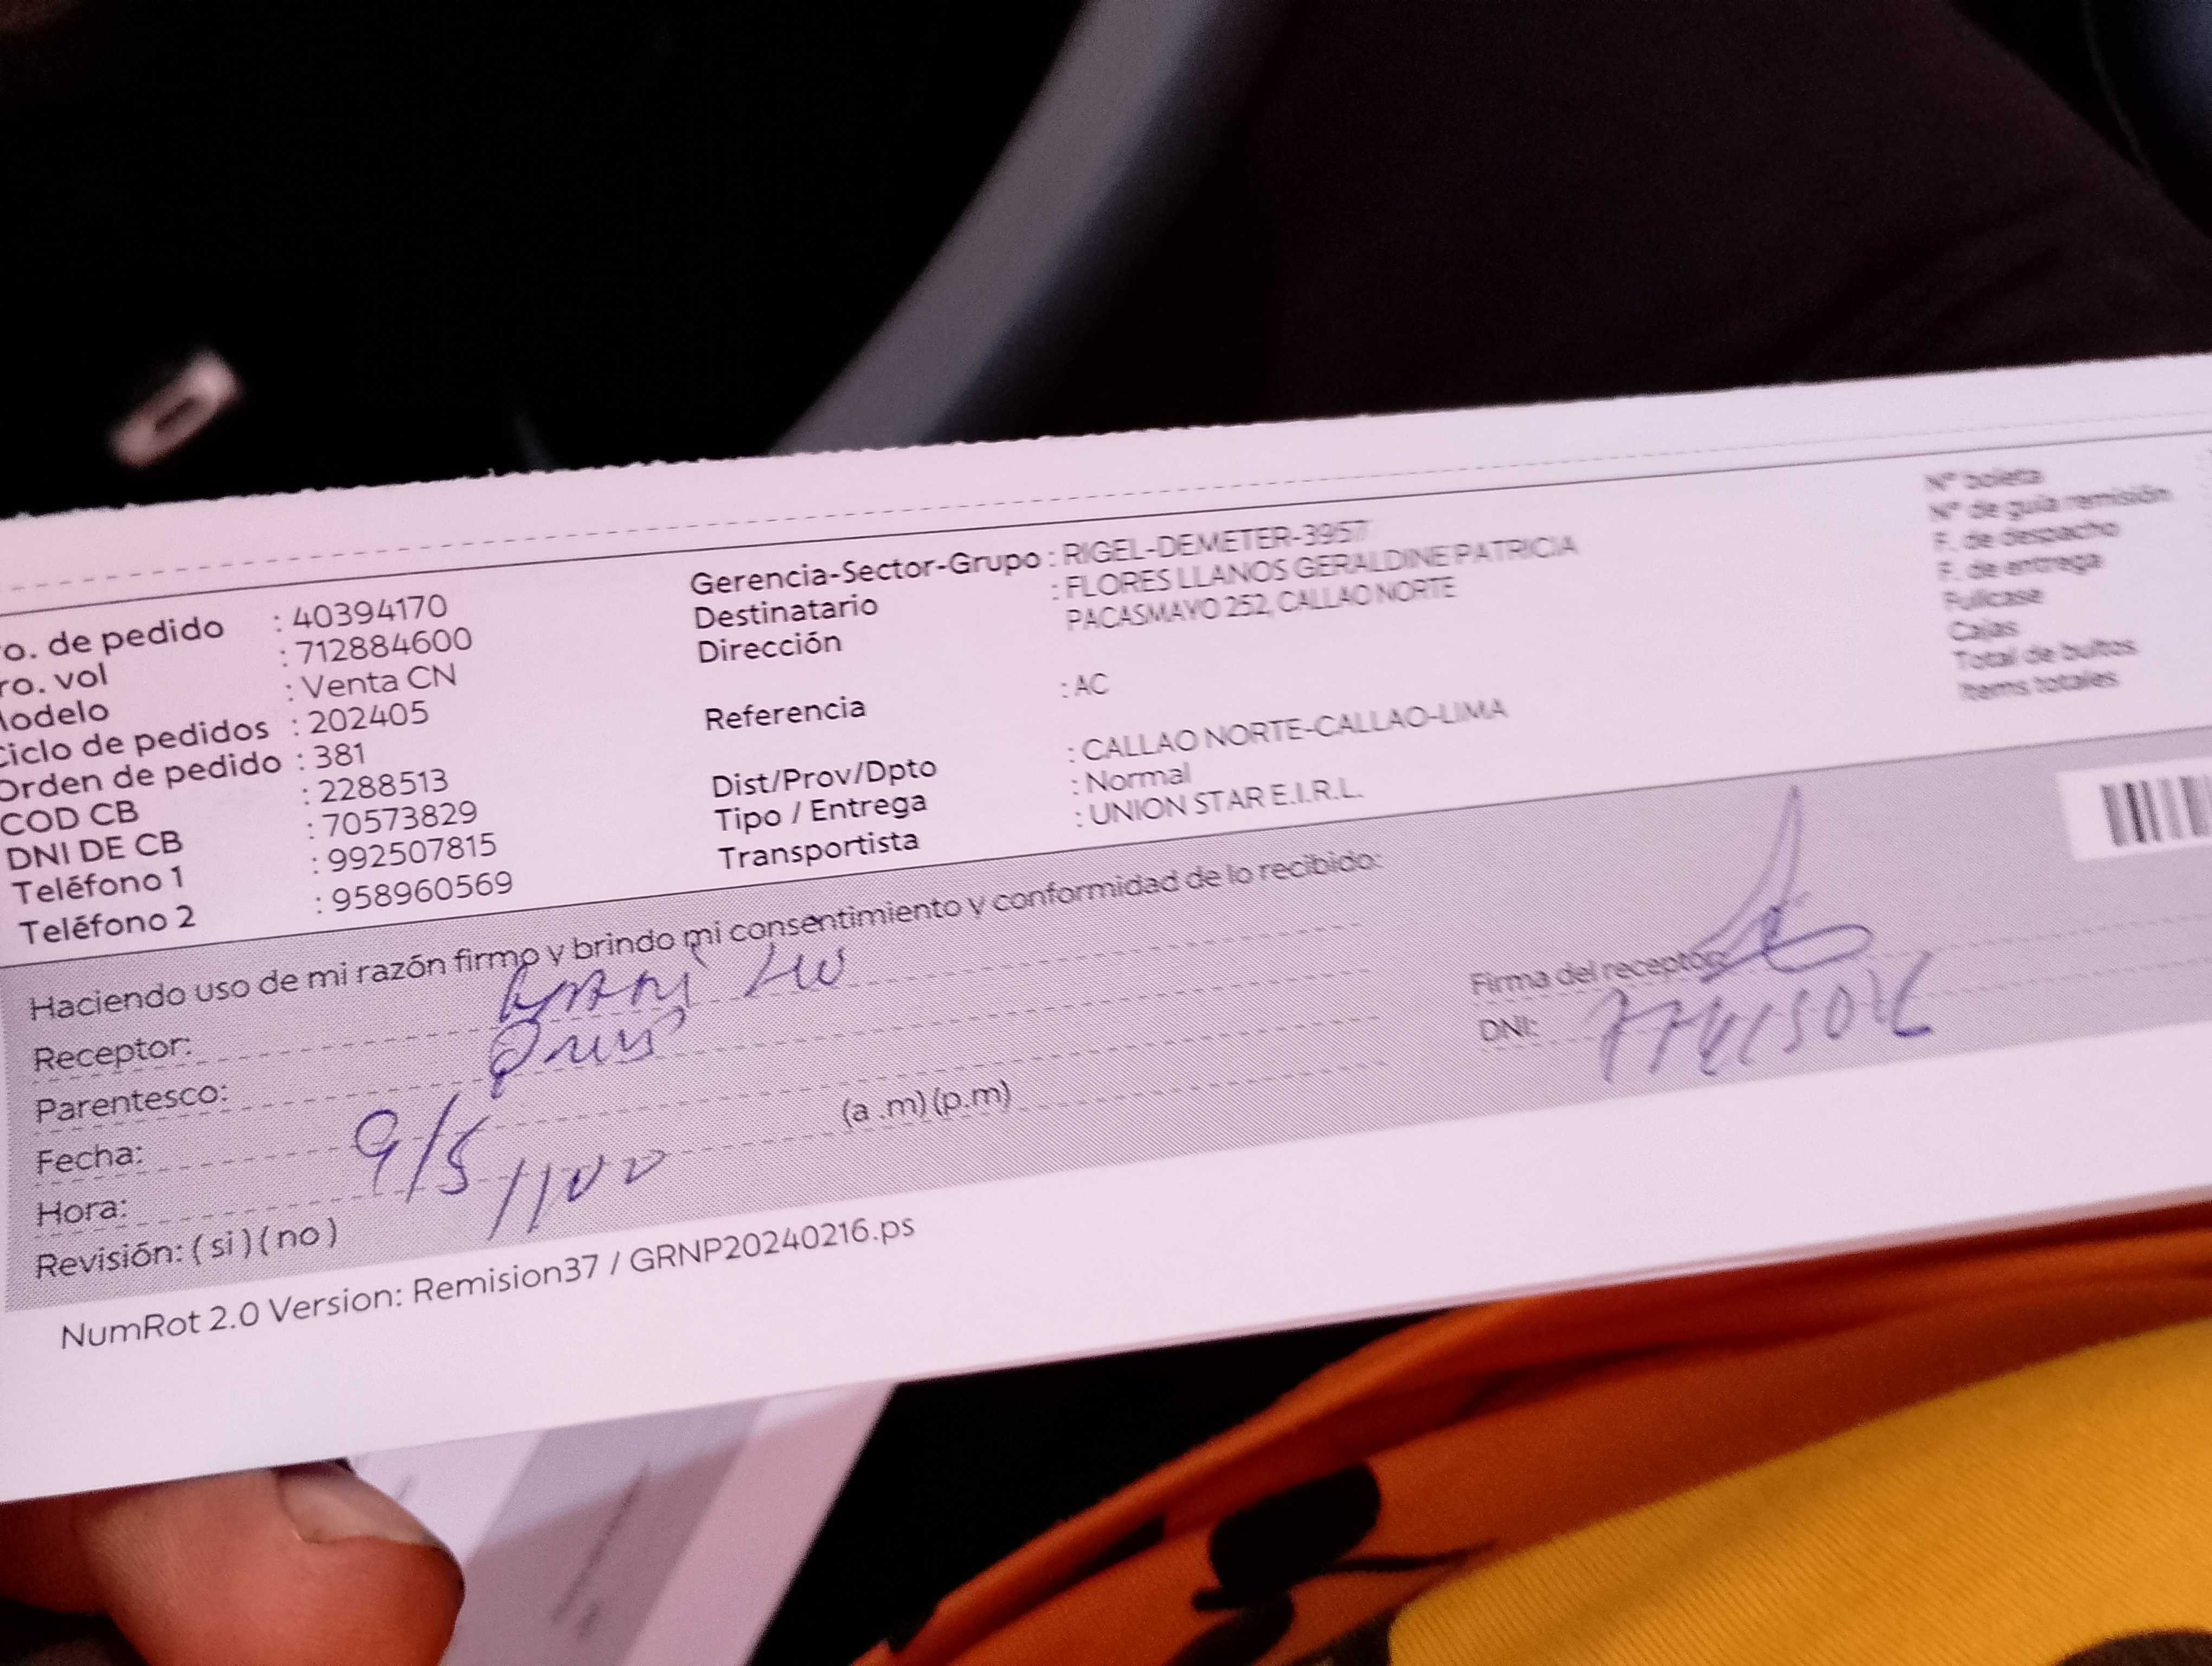 o. de pedido : 40394170
ro. vol : 712884600
lodelo : Venta CN
Ciclo de pedidos : 202405
Orden de pedido : 381
COD CB : 2288513
DNI DE CB : 70573829
Teléfono 1 : 992507815
Teléfono 2 : 958960569
Gerencia-Sector-Grupo : RIGEL-DEMETER-3957
Destinatario : FLORES LLANOS GERALDINE PATRICIA
Dirección PACASMAYO 252, CALLAO NORTE
Referencia : AC
Dist/Prov/Dpto : CALLAO NORTE-CALLAO-LIMA
Tipo / Entrega : Normal
Transportista : UNION STAR E.I.R.L.
N° boleta
N° de guía remisión
F. de despacho
F. de entrega
Fullcase
Cajas
Total de bultos
Items totales
Haciendo uso de mi razón firmo y brindo mi consentimiento y conformidad de lo recibido:
Receptor:
Parentesco:
Fecha: 9/5
Hora: 1100 (a .m) (p.m)
Revisión: ( si ) ( no )
Firma del receptor:
DNI:
NumRot 2.0 Version: Remision37 / GRNP20240216.ps